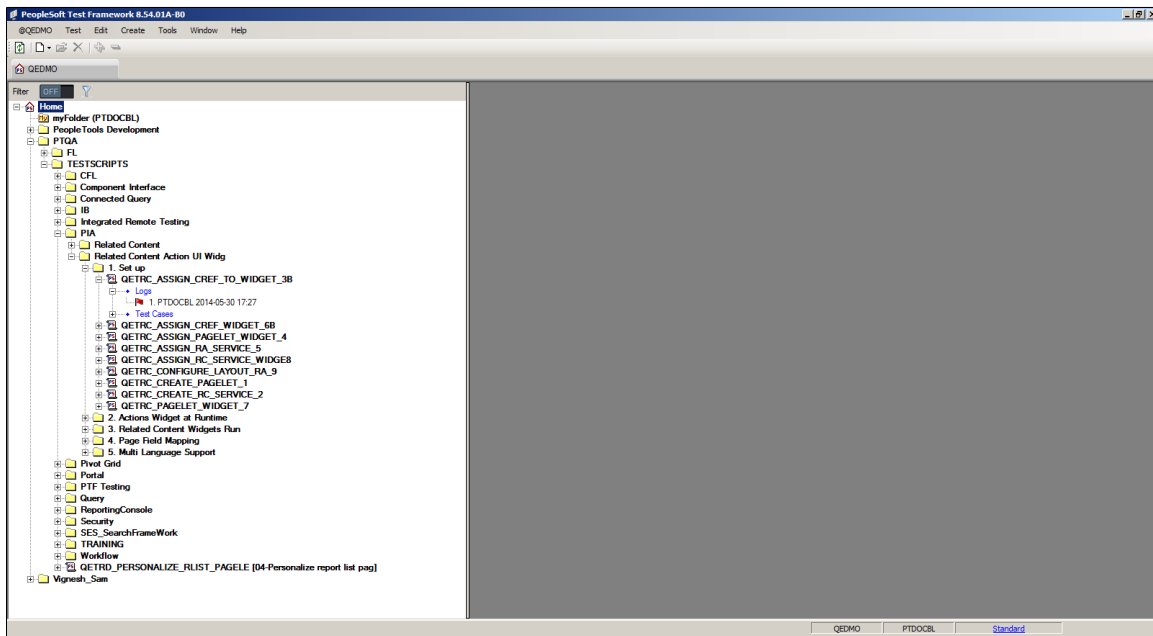 PeopleSoft Test Framework 8.54.01A-B0
@QEDMO Test Edit Create Tools Window Help
QEDMO
Filter OFF
Home
myFolder (PTDOCBL)
PeopleTools Development
PTQA
FL
TESTSCRIPTS
CFL
Component Interface
Connected Query
IB
Integrated Remote Testing
PIA
Related Content
Related Content Action UI Widg
1. Set up
QETRC_ASSIGN_CREF_TO_WIDGET_3B
Logs
1. PTDOCBL 2014-05-30 17:27
Test Cases
QETRC_ASSIGN_CREF_WIDGET_6B
QETRC_ASSIGN_PAGELET_WIDGET_4
QETRC_ASSIGN_RA_SERVICE_5
QETRC_ASSIGN_RC_SERVICE_WIDGE8
QETRC_CONFIGURE_LAYOUT_RA_9
QETRC_CREATE_PAGELET_1
QETRC_CREATE_RC_SERVICE_2
QETRC_PAGELET_WIDGET_7
2. Actions Widget at Runtime
3. Related Content Widgets Run
4. Page Field Mapping
5. Multi Language Support
Pivot Grid
Portal
PTF Testing
Query
ReportingConsole
Security
SES_SearchFrameWork
TRAINING
Workflow
QETRD_PERSONALIZE_RLIST_PAGELE [04-Personalize report list pag]
Vignesh_Sam
QEDMO PTDOCBL Standard